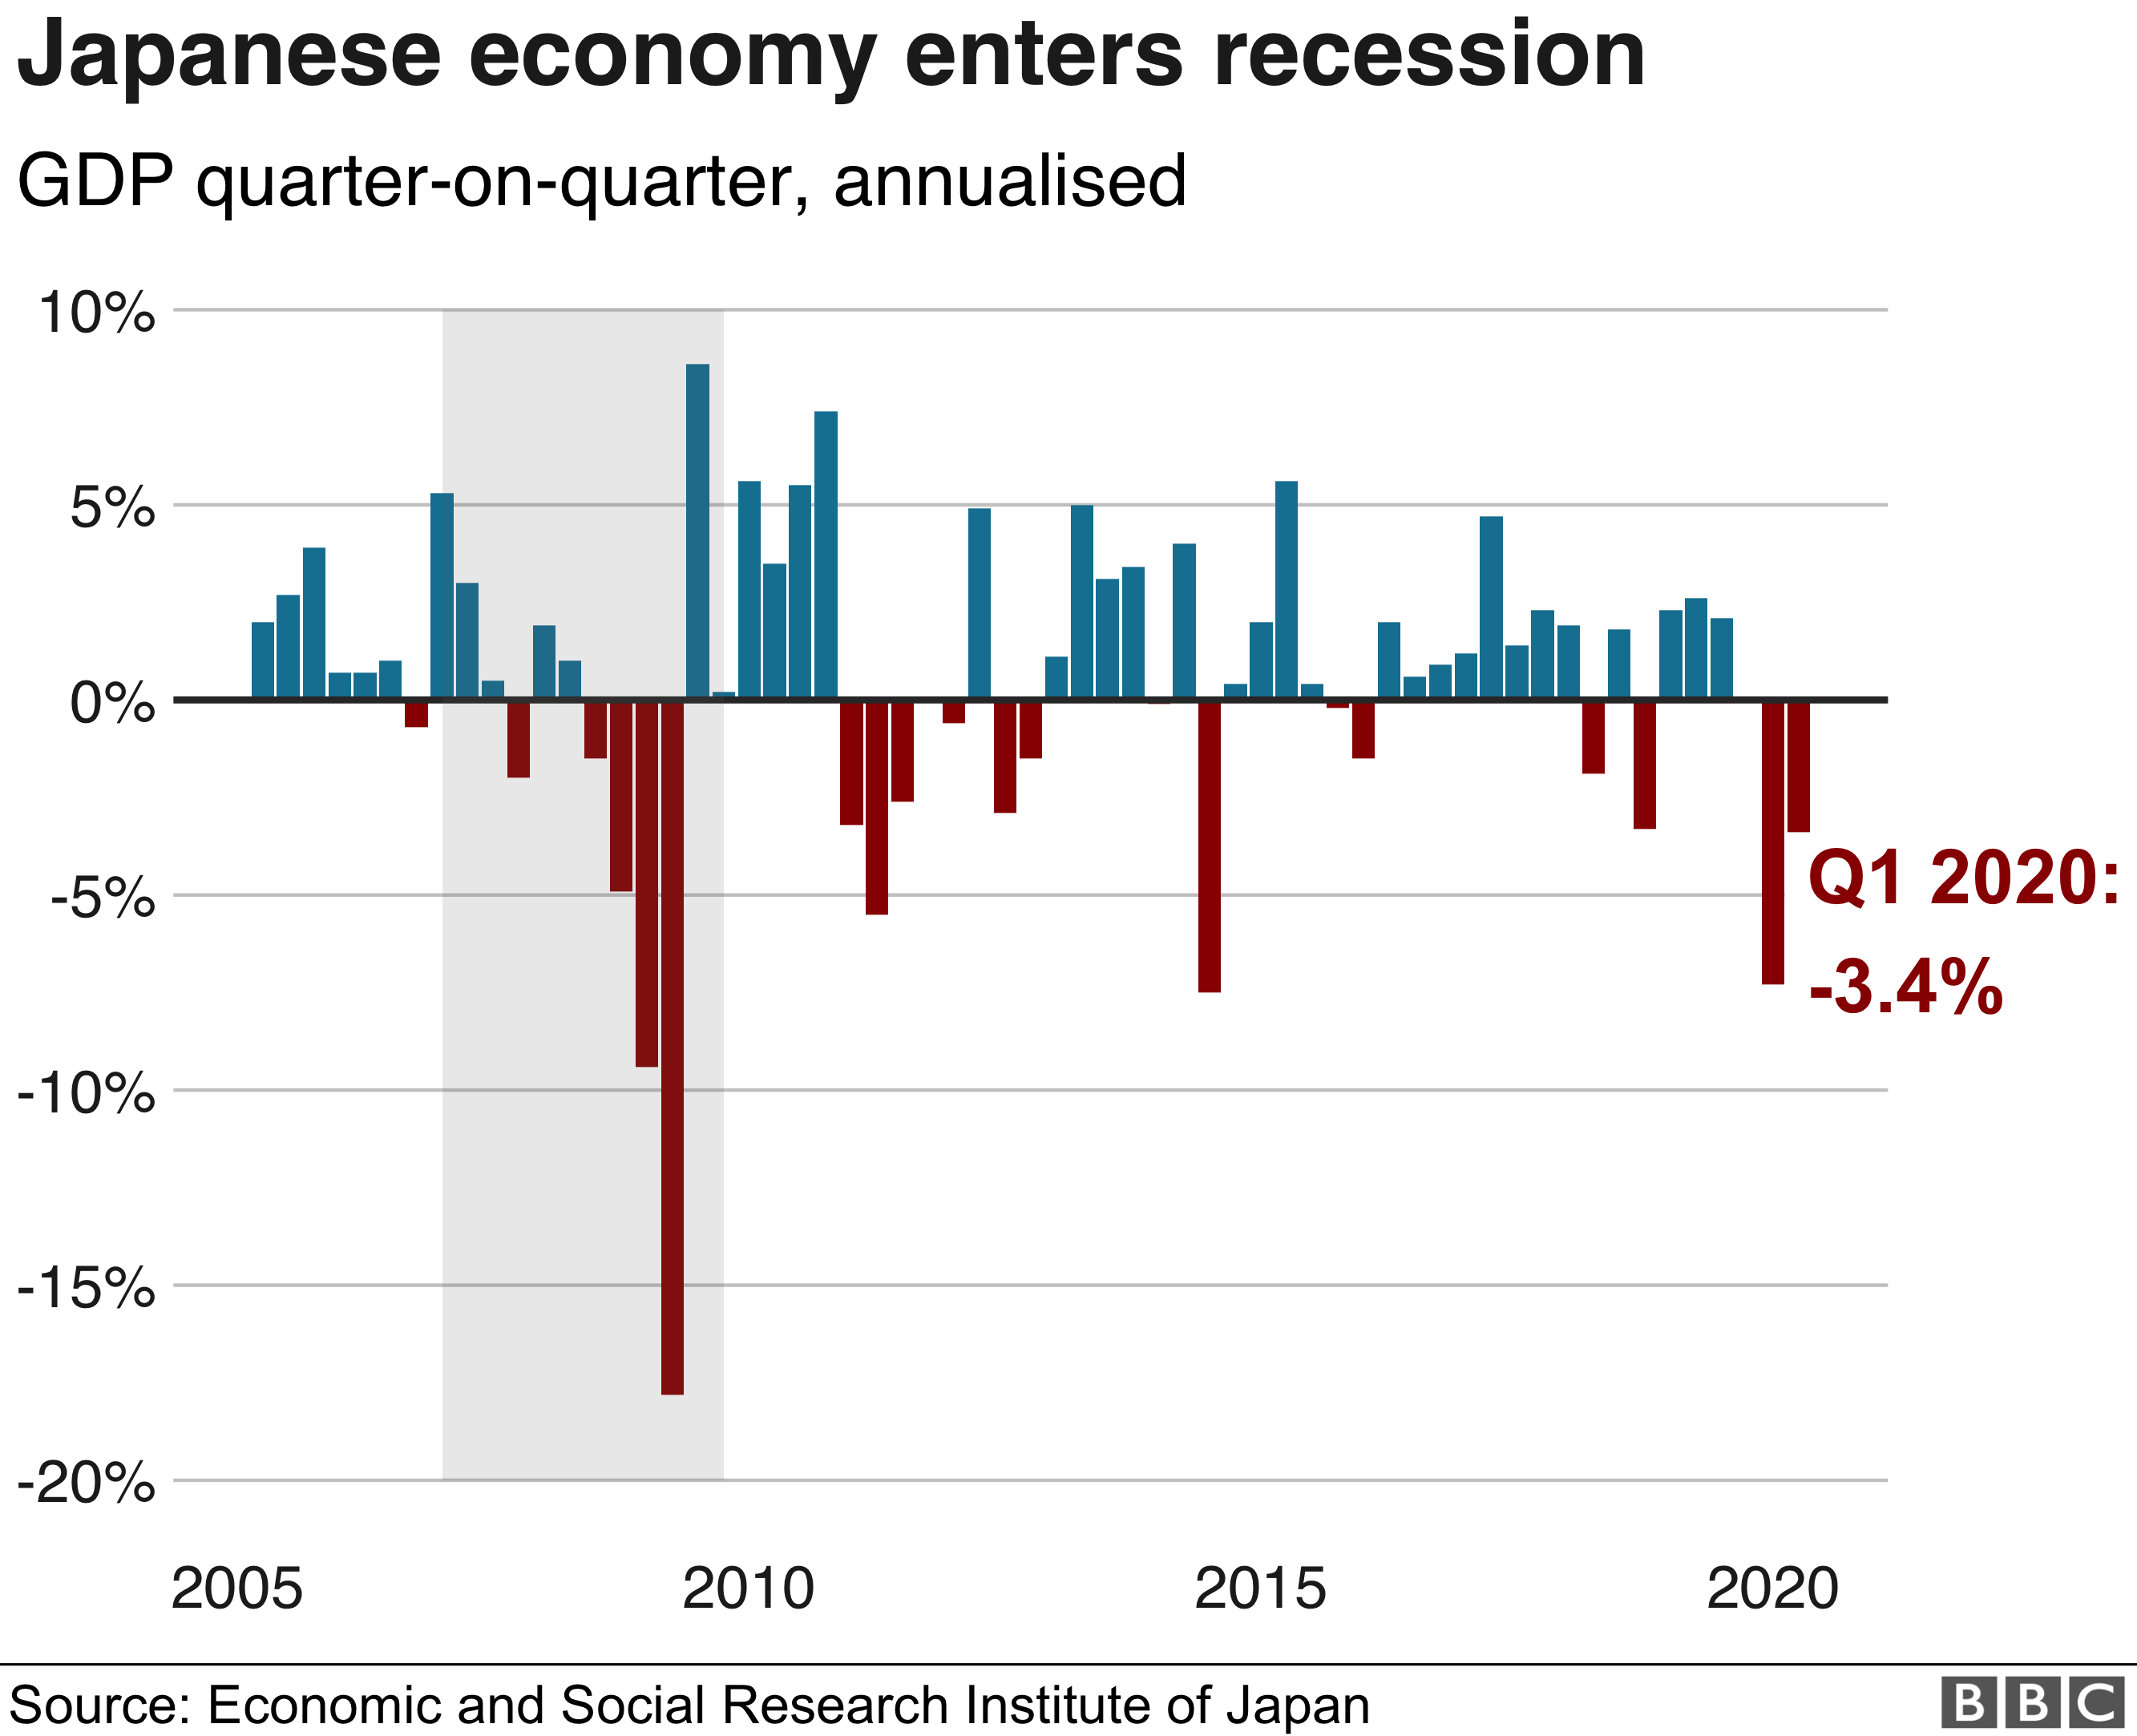 Japanese economy enters recession
GDP quarter-on-quarter, annualised
10%
5%
0%
-5%
-10%
-15%
-20%
Q1 2020:
-3.4%
2005 2010 2015 2020
Source: Economic and Social Research Institute of Japan
BBC